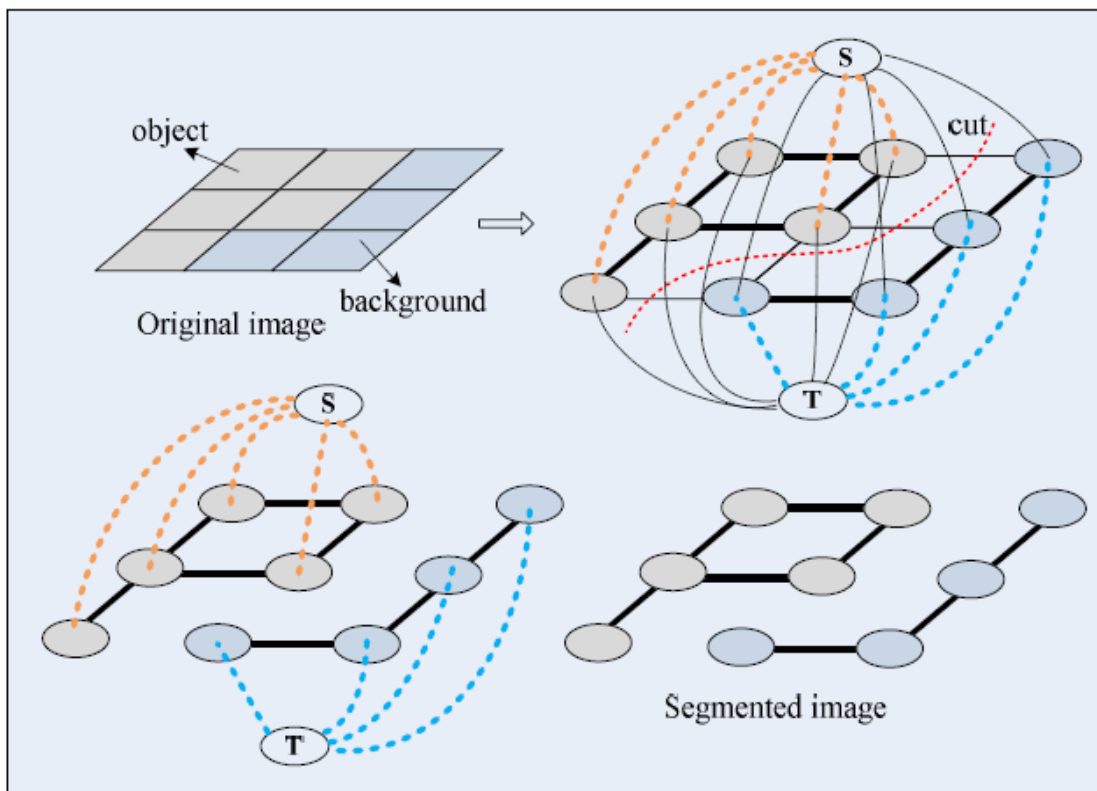 S
object
cut
background
Original image
T
S
Segmented image
T